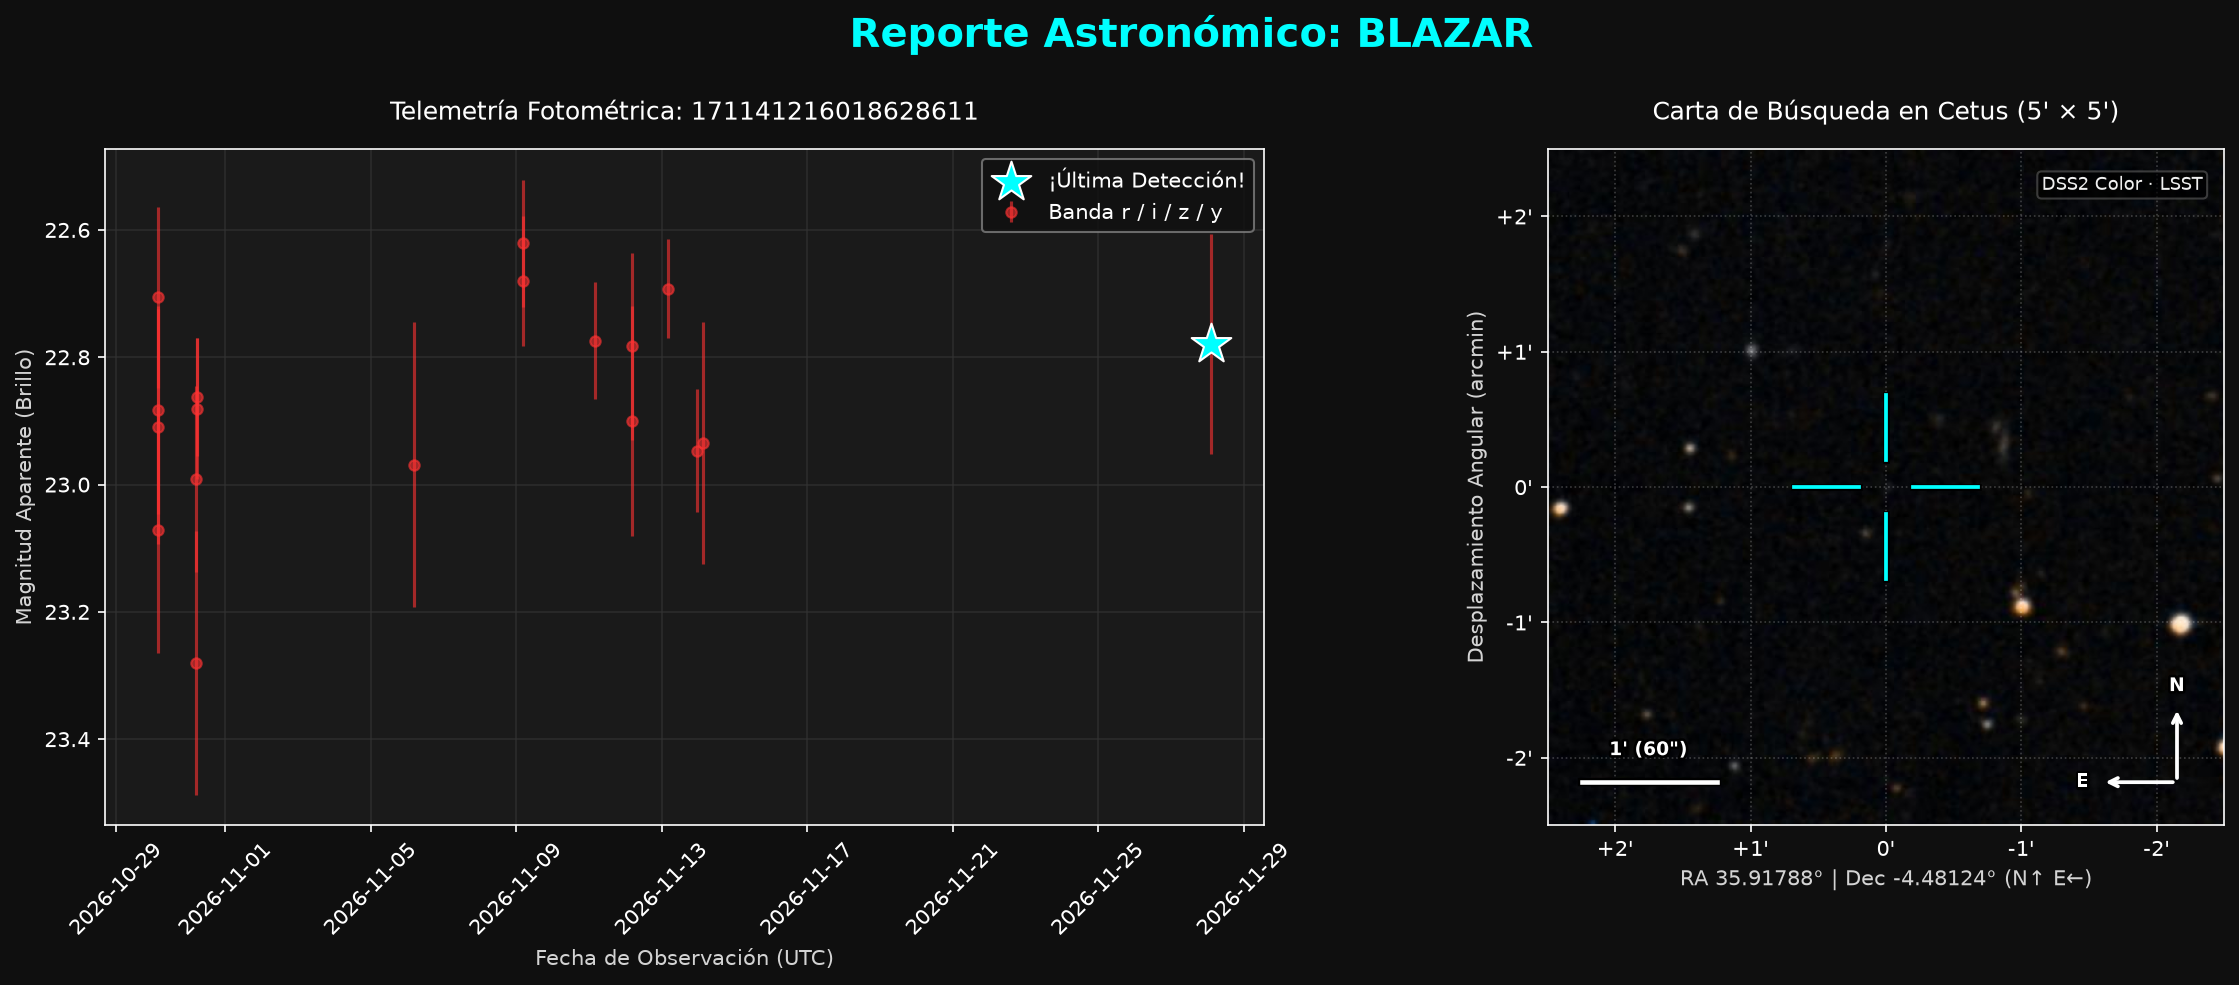 Reporte Astronómico: BLAZAR
Telemetría Fotométrica: 171141216018628611
Magnitud Aparente (Brillo)
22.6
22.8
23.0
23.2
23.4
¡Última Detección!
Banda r / i / z / y
2026-10-29
2026-11-01
2026-11-05
2026-11-09
2026-11-13
2026-11-17
2026-11-21
2026-11-25
2026-11-29
Fecha de Observación (UTC)
Carta de Búsqueda en Cetus (5' × 5')
Desplazamiento Angular (arcmin)
+2'
+1'
0'
-1'
-2'
DSS2 Color · LSST
N
E
1' (60")
+2'
+1'
0'
-1'
-2'
RA 35.91788° | Dec -4.48124° (N↑ E←)